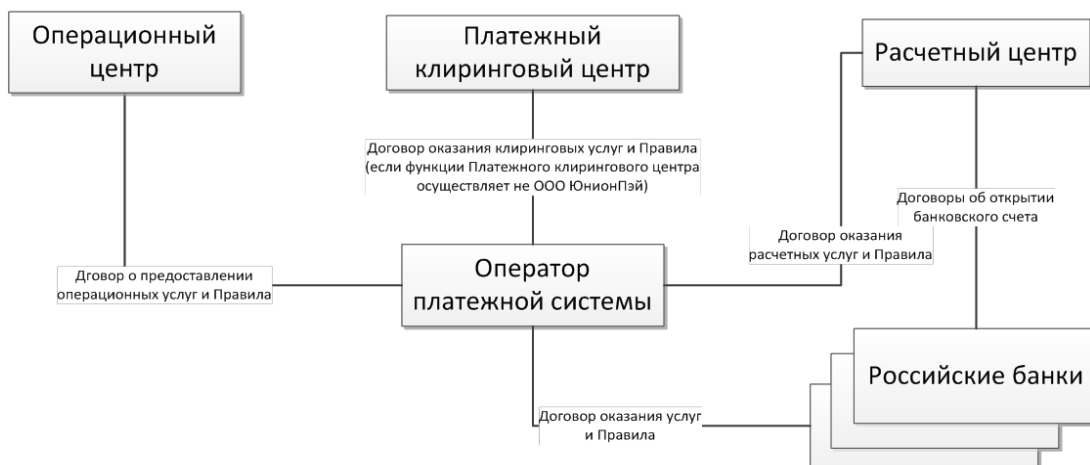 Операционный
центр
Платежный
клиринговый центр
Расчетный центр
Договор оказания клиринговых услуг и Правила
(если функции Платежного клирингового центра
осуществляет не ООО ЮнионПэй)
Договоры об открытии
банковского счета
Договор оказания
расчетных услуг и Правила
Дговор о предоставлении
операционных услуг и Правила
Оператор
платежной системы
Российские банки
Договор оказания услуг
и Правила